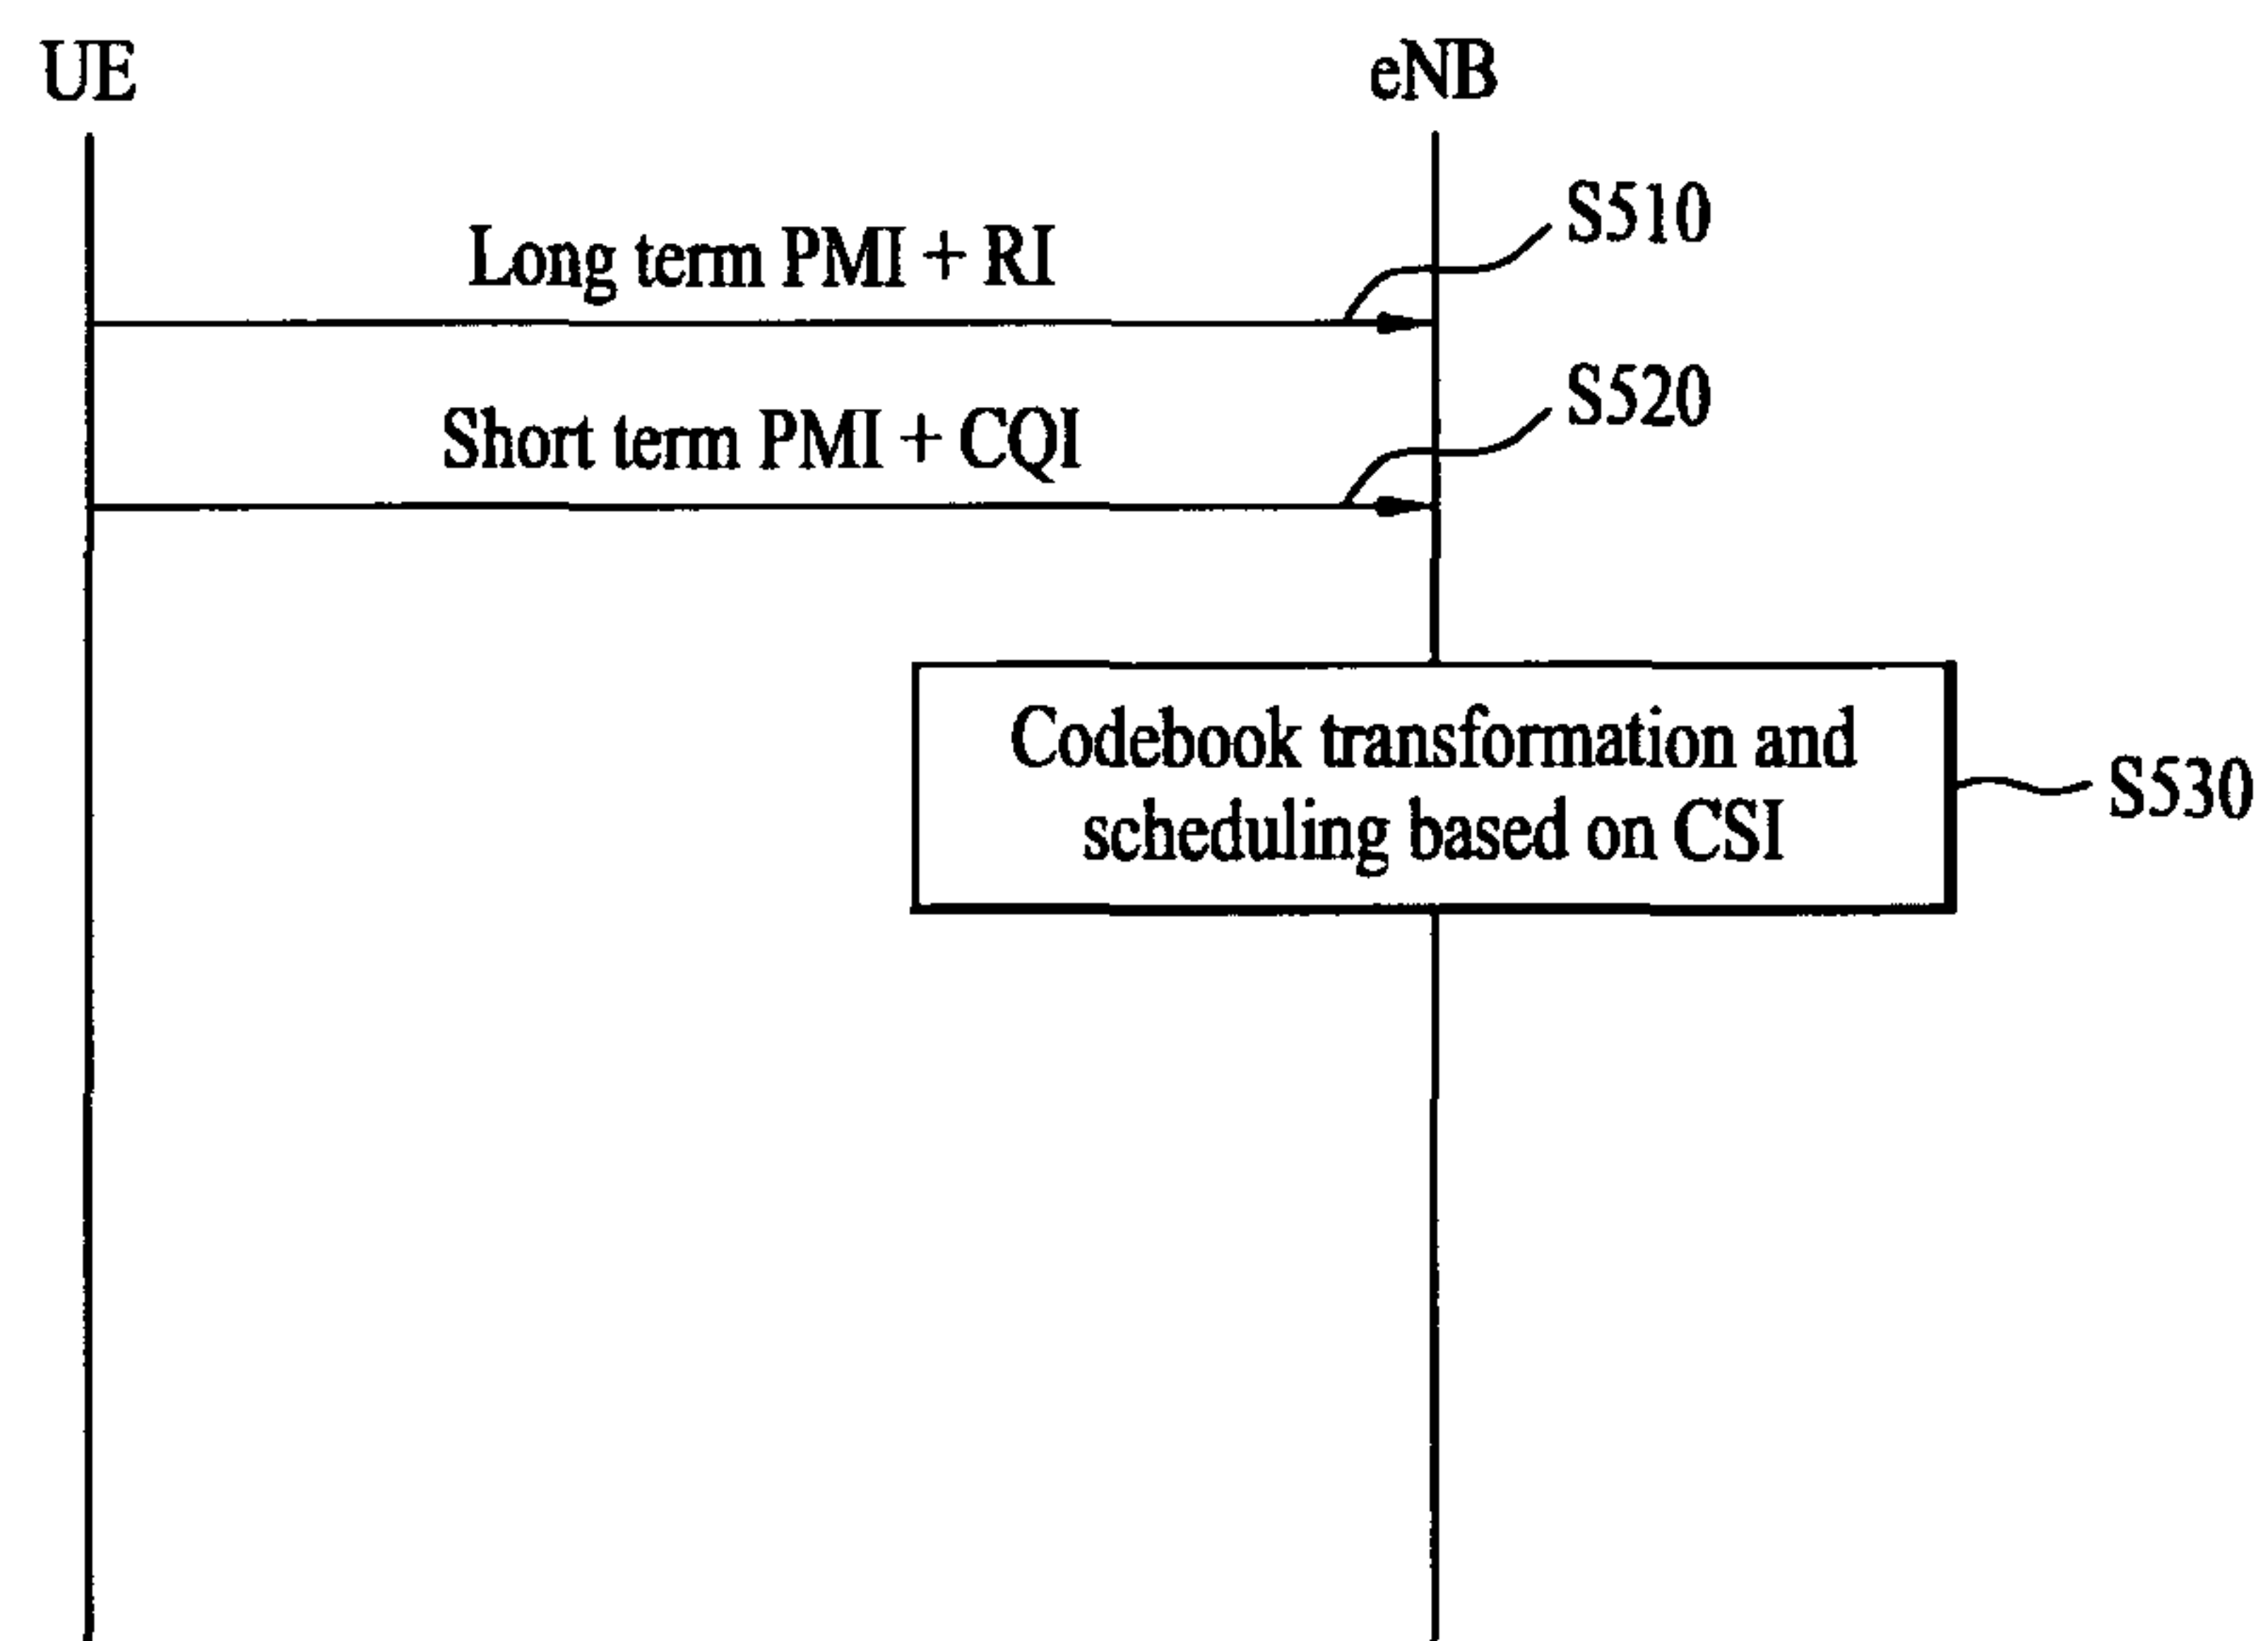 UE
eNB
S510
Long term PMI + RI
S520
Short term PMI + CQI
Codebook transformation and
scheduling based on CSI
S530